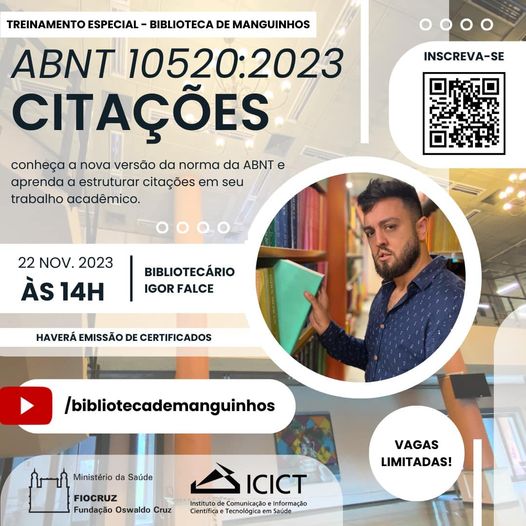 TREINAMENTO ESPECIAL - BIBLIOTECA DE MANGUINHOS
ABNT 10520:2023
CITAÇÕES
conheça a nova versão da norma da ABNT e
aprenda a estruturar citações em seu
trabalho acadêmico.
INSCREVA-SE
22 NOV. 2023
ÀS 14H
BIBLIOTECÁRIO
IGOR FALCE
HAVERÁ EMISSÃO DE CERTIFICADOS
/bibliotecademanguinhos
VAGAS
LIMITADAS!
Ministério da Saúde
FIOCRUZ
Fundação Oswaldo Cruz
ICICT
Instituto de Comunicação e Informação
Científica e Tecnológica em Saúde